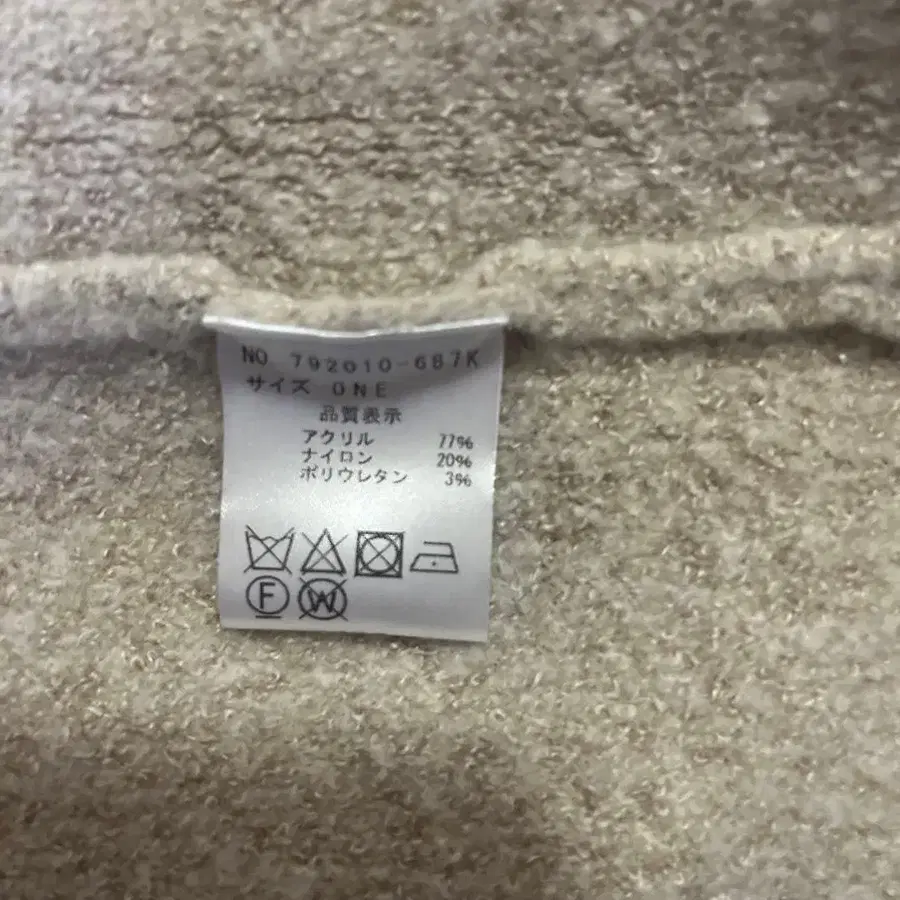 NO 792010-687K
サイズ ONE
品質表示
アクリル 77%
ナイロン 20%
ポリウレタン 3%
F W